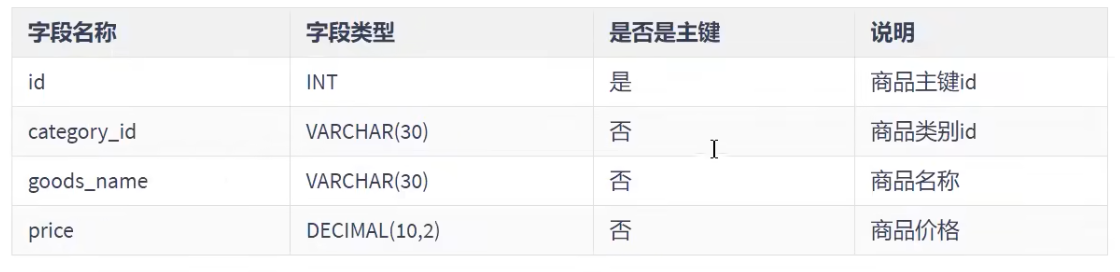 字段名称 字段类型 是否是主键 说明
id INT 是 商品主键id
category_id VARCHAR(30) 否 商品类别id
goods_name VARCHAR(30) 否 商品名称
price DECIMAL(10,2) 否 商品价格